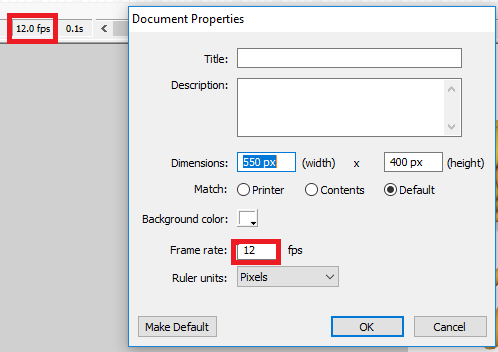 12.0 fps 0.1s <
Document Properties
Title:
Description:
Dimensions: 550 px (width) x 400 px (height)
Match: Printer Contents Default
Background color:
Frame rate: 12 fps
Ruler units: Pixels
Make Default OK Cancel